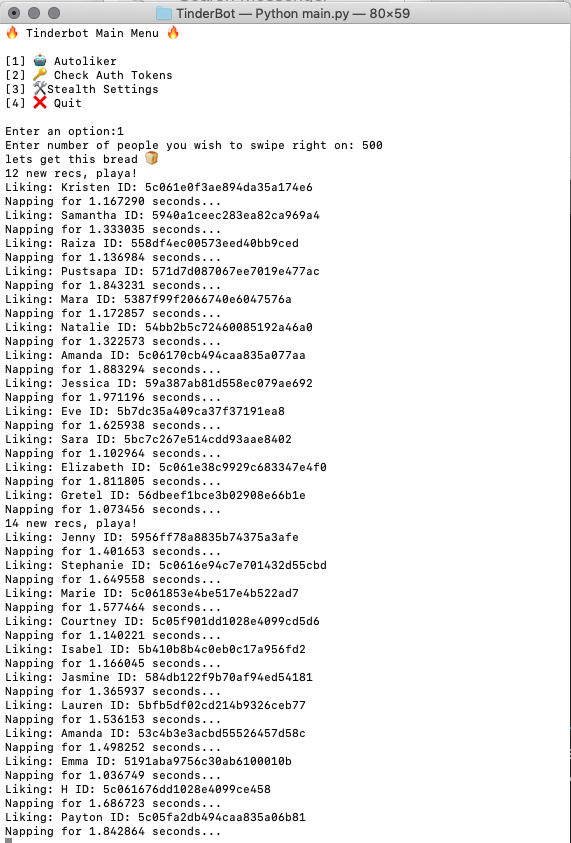 TinderBot — Python main.py — 80×59
🔥 Tinderbot Main Menu 🔥
[1] 🤖 Autoliker
[2] 🔑 Check Auth Tokens
[3] 🛠Stealth Settings
[4] ❌ Quit
Enter an option:1
Enter number of people you wish to swipe right on: 500
lets get this bread 🍞
12 new recs, playa!
Liking: Kristen ID: 5c061e0f3ae894da35a174e6
Napping for 1.167290 seconds...
Liking: Samantha ID: 5940a1ceec283ea82ca969a4
Napping for 1.333035 seconds...
Liking: Raiza ID: 558df4ec00573eed40bb9ced
Napping for 1.136984 seconds...
Liking: Pustsapa ID: 571d7d087067ee7019e477ac
Napping for 1.843231 seconds...
Liking: Mara ID: 5387f99f2066740e6047576a
Napping for 1.172857 seconds...
Liking: Natalie ID: 54bb2b5c72460085192a46a0
Napping for 1.322573 seconds...
Liking: Amanda ID: 5c06170cb494caa835a077aa
Napping for 1.883294 seconds...
Liking: Jessica ID: 59a387ab81d558ec079ae692
Napping for 1.971196 seconds...
Liking: Eve ID: 5b7dc35a409ca37f37191ea8
Napping for 1.625938 seconds...
Liking: Sara ID: 5bc7c267e514cdd93aae8402
Napping for 1.102964 seconds...
Liking: Elizabeth ID: 5c061e38c9929c683347e4f0
Napping for 1.811805 seconds...
Liking: Gretel ID: 56dbeef1bce3b02908e66b1e
Napping for 1.073456 seconds...
14 new recs, playa!
Liking: Jenny ID: 5956ff78a8835b74375a3afe
Napping for 1.401653 seconds...
Liking: Stephanie ID: 5c0616e94c7e701432d55cbd
Napping for 1.649558 seconds...
Liking: Marie ID: 5c061853e4be517e4b522ad7
Napping for 1.577464 seconds...
Liking: Courtney ID: 5c05f901dd1028e4099cd5d6
Napping for 1.140221 seconds...
Liking: Isabel ID: 5b410b8b4c0eb0c17a956fd2
Napping for 1.166045 seconds...
Liking: Jasmine ID: 584db122f9b70af94ed54181
Napping for 1.365937 seconds...
Liking: Lauren ID: 5bfb5df02cd214b9326ceb77
Napping for 1.536153 seconds...
Liking: Amanda ID: 53c4b3e3acbd55526457d58c
Napping for 1.498252 seconds...
Liking: Emma ID: 5191aba9756c30ab6100010b
Napping for 1.036749 seconds...
Liking: H ID: 5c061676dd1028e4099ce458
Napping for 1.686723 seconds...
Liking: Payton ID: 5c05fa2db494caa835a06b81
Napping for 1.842864 seconds...